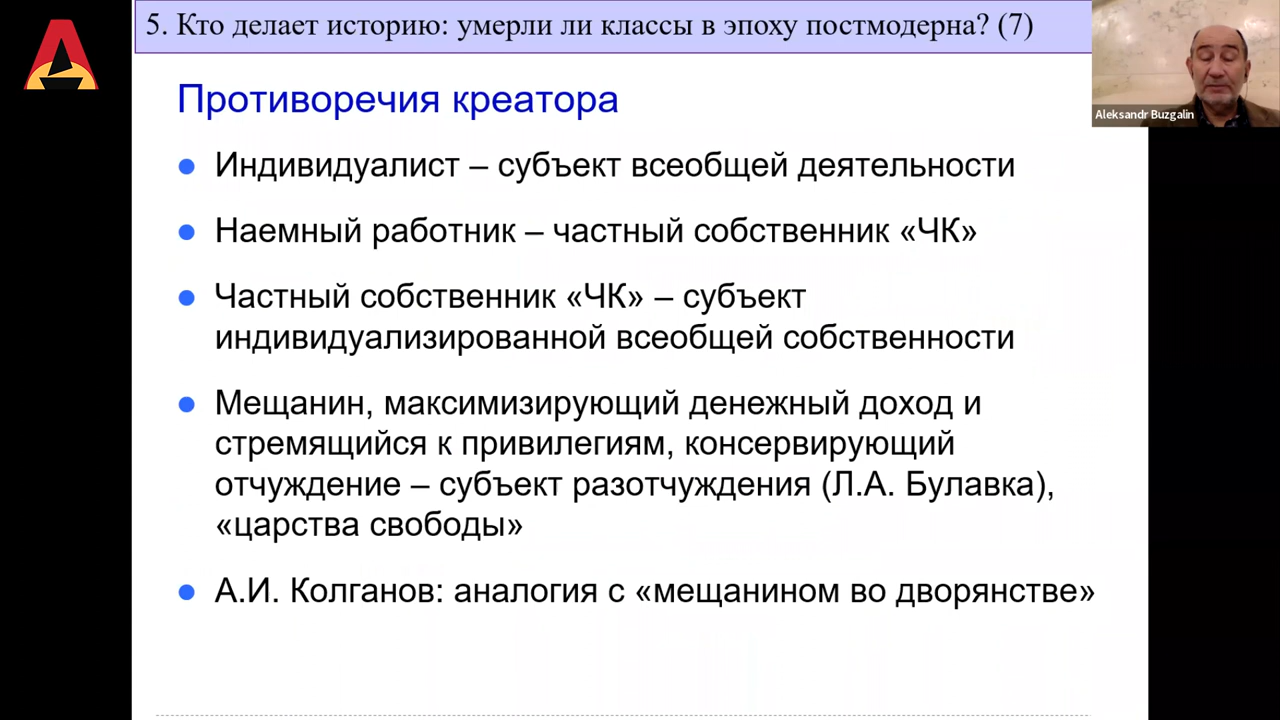 5. Кто делает историю: умерли ли классы в эпоху постмодерна? (7)
Aleksandr Buzgalin
Противоречия креатора
Индивидуалист – субъект всеобщей деятельности
Наемный работник – частный собственник «ЧК»
Частный собственник «ЧК» – субъект
индивидуализированной всеобщей собственности
Мещанин, максимизирующий денежный доход и
стремящийся к привилегиям, консервирующий
отчуждение – субъект разотчуждения (Л.А. Булавка),
«царства свободы»
А.И. Колганов: аналогия с «мещанином во дворянстве»